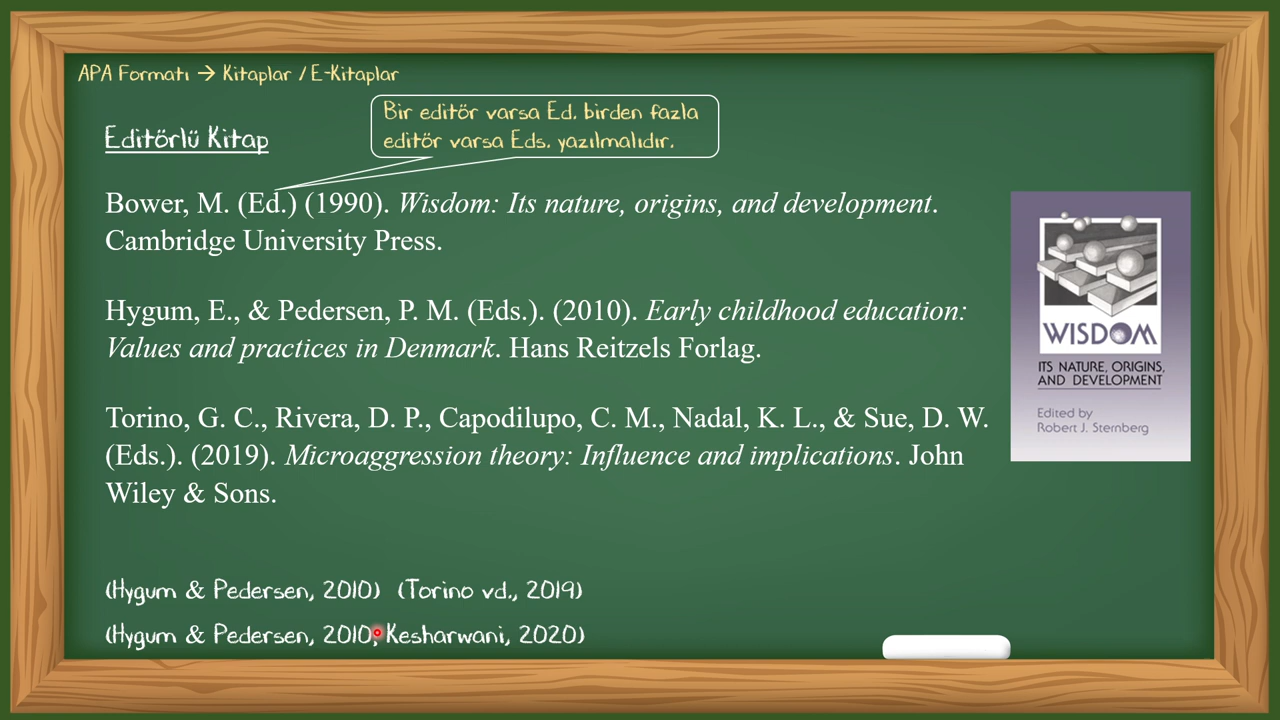 APA Formatı → Kitaplar / E-Kitaplar
Bir editör varsa Ed. birden fazla
editör varsa Eds. yazılmalıdır.
Editörlü Kitap
Bower, M. (Ed.) (1990). Wisdom: Its nature, origins, and development.
Cambridge University Press.
Hygum, E., & Pedersen, P. M. (Eds.). (2010). Early childhood education:
Values and practices in Denmark. Hans Reitzels Forlag.
Torino, G. C., Rivera, D. P., Capodilupo, C. M., Nadal, K. L., & Sue, D. W.
(Eds.). (2019). Microaggression theory: Influence and implications. John
Wiley & Sons.
WISDOM
ITS NATURE, ORIGINS,
AND DEVELOPMENT
Edited by
Robert J. Sternberg
(Hygum & Pedersen, 2010) (Torino vd., 2019)
(Hygum & Pedersen, 2010; Kesharwani, 2020)